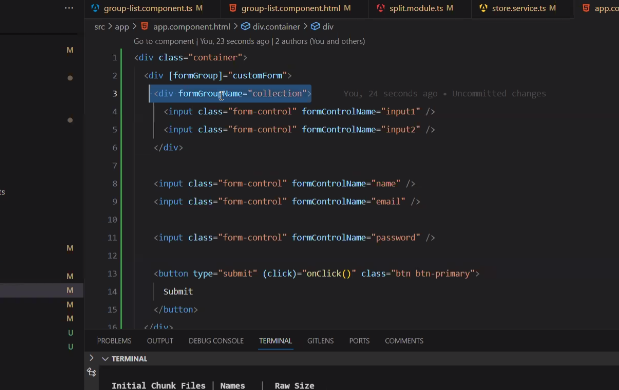 ... group-list.component.ts M group-list.component.html M split.module.ts M store.service.ts M app.co
src > app > app.component.html > div.container > div
Go to component | You, 23 seconds ago | 2 authors (You and others)
M 1 <div class="container">
2 <div [formGroup]="customForm">
3 <div formGroupName="collection"> You, 24 seconds ago • Uncommitted changes
4 <input class="form-control" formControlName="input1" />
5 <input class="form-control" formControlName="input2" />
6 </div>
7
ts 8 <input class="form-control" formControlName="name" />
9 <input class="form-control" formControlName="email" />
10
11 <input class="form-control" formControlName="password" />
M 12
M 13 <button type="submit" (click)="onClick()" class="btn btn-primary">
M 14 Submit
M 15 </button>
M 16 </div>
U
U PROBLEMS OUTPUT DEBUG CONSOLE TERMINAL GITLENS PORTS COMMENTS
TERMINAL
Initial Chunk Files | Names | Raw Size